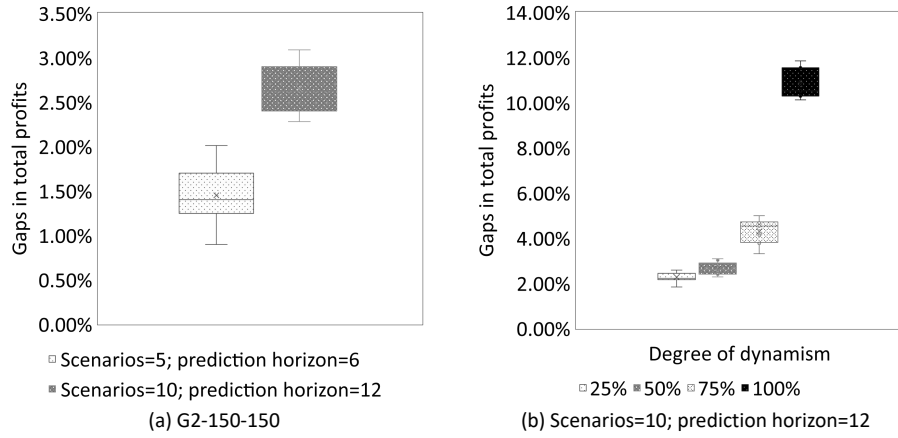 3.50%
3.00%
2.50%
2.00%
1.50%
1.00%
0.50%
0.00%
Gaps in total profits
Scenarios=5; prediction horizon=6
Scenarios=10; prediction horizon=12
(a) G2-150-150
14.00%
12.00%
10.00%
8.00%
6.00%
4.00%
2.00%
0.00%
Gaps in total profits
Degree of dynamism
25% 50% 75% 100%
(b) Scenarios=10; prediction horizon=12